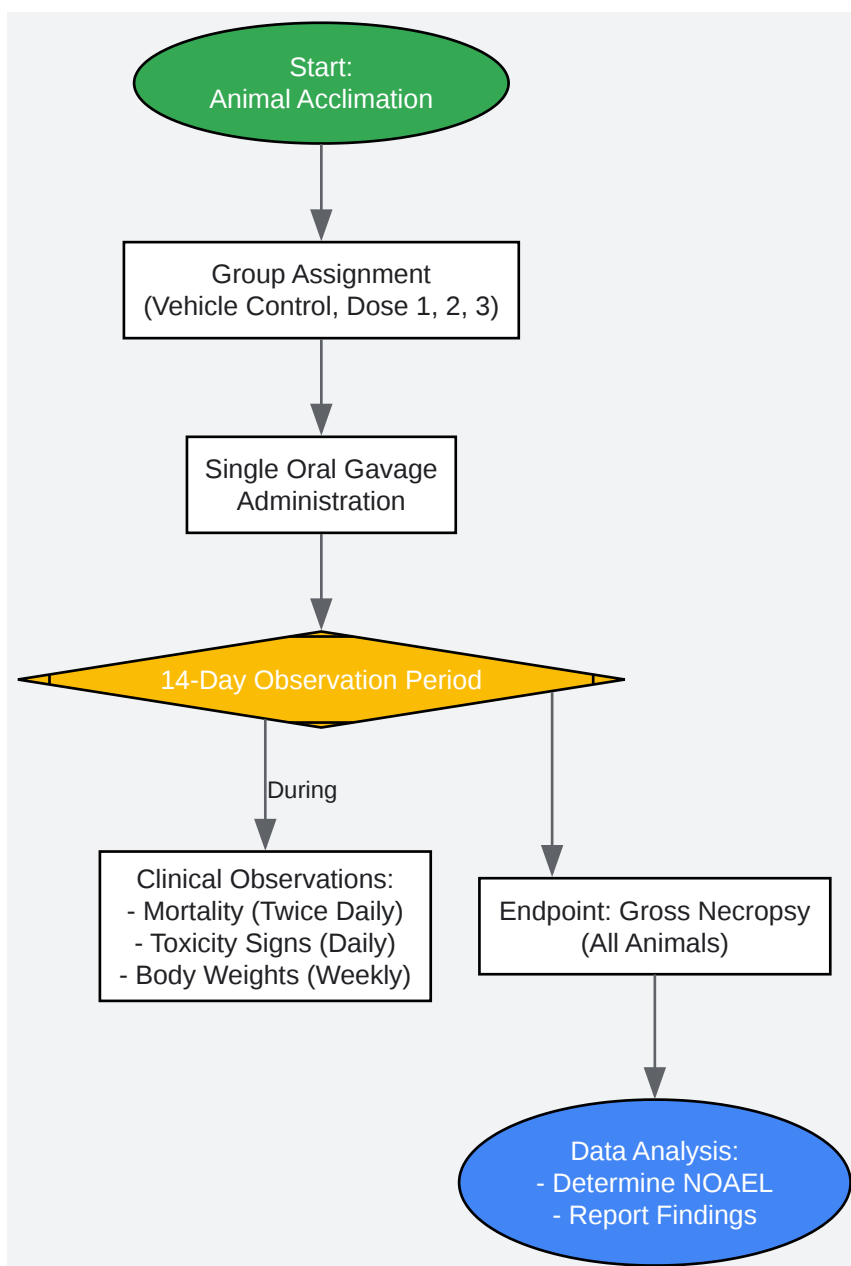 Start:
Animal Acclimation
Group Assignment
(Vehicle Control, Dose 1, 2, 3)
Single Oral Gavage
Administration
14-Day Observation Period
During
Clinical Observations:
- Mortality (Twice Daily)
- Toxicity Signs (Daily)
- Body Weights (Weekly)
Endpoint: Gross Necropsy
(All Animals)
Data Analysis:
- Determine NOAEL
- Report Findings